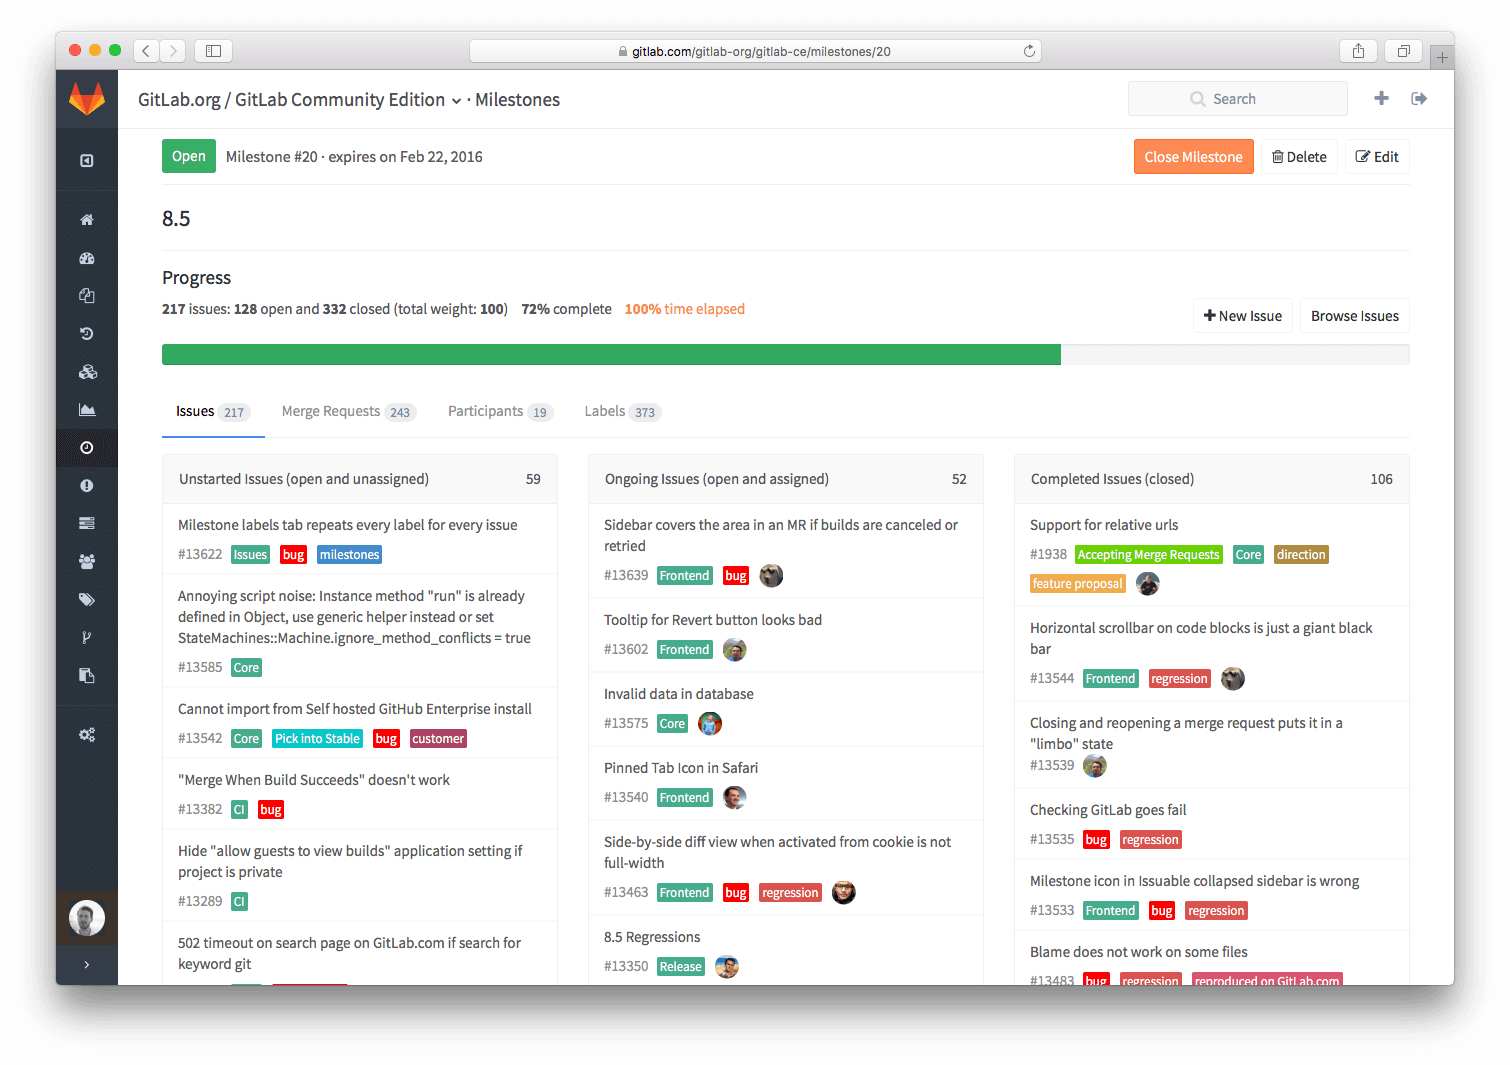 gitlab.com/gitlab-org/gitlab-ce/milestones/20
GitLab.org / GitLab Community Edition · Milestones
Search
Open Milestone #20 · expires on Feb 22, 2016
Close Milestone Delete Edit
8.5
Progress
217 issues: 128 open and 332 closed (total weight: 100) 72% complete 100% time elapsed
New Issue Browse Issues
Issues 217 Merge Requests 243 Participants 19 Labels 373
Unstarted Issues (open and unassigned) 59
Milestone labels tab repeats every label for every issue
#13622 Issues bug milestones
Annoying script noise: Instance method "run" is already
defined in Object, use generic helper instead or set
StateMachines::Machine.ignore_method_conflicts = true
#13585 Core
Cannot import from Self hosted GitHub Enterprise install
#13542 Core Pick into Stable bug customer
"Merge When Build Succeeds" doesn't work
#13382 CI bug
Hide "allow guests to view builds" application setting if
project is private
#13289 CI
502 timeout on search page on GitLab.com if search for
keyword git
Ongoing Issues (open and assigned) 52
Sidebar covers the area in an MR if builds are canceled or
retried
#13639 Frontend bug
Tooltip for Revert button looks bad
#13602 Frontend
Invalid data in database
#13575 Core
Pinned Tab Icon in Safari
#13540 Frontend
Side-by-side diff view when activated from cookie is not
full-width
#13463 Frontend bug regression
8.5 Regressions
#13350 Release
Completed Issues (closed) 106
Support for relative urls
#1938 Accepting Merge Requests Core direction
feature proposal
Horizontal scrollbar on code blocks is just a giant black
bar
#13544 Frontend regression
Closing and reopening a merge request puts it in a
"limbo" state
#13539
Checking GitLab goes fail
#13535 bug regression
Milestone icon in Issuable collapsed sidebar is wrong
#13533 Frontend bug regression
Blame does not work on some files
#13483 bug regression reproduced on GitLab.com